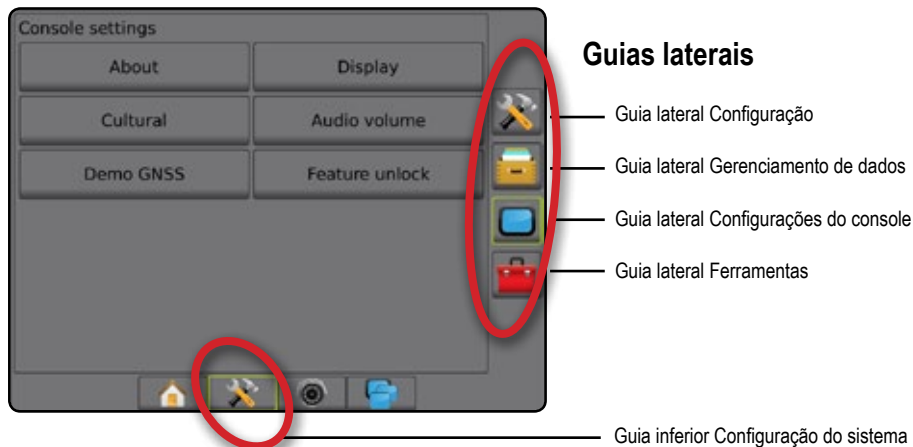 Console settings
About
Display
Cultural
Audio volume
Demo GNSS
Feature unlock
Guias laterais
Guia lateral Configuração
Guia lateral Gerenciamento de dados
Guia lateral Configurações do console
Guia lateral Ferramentas
Guia inferior Configuração do sistema